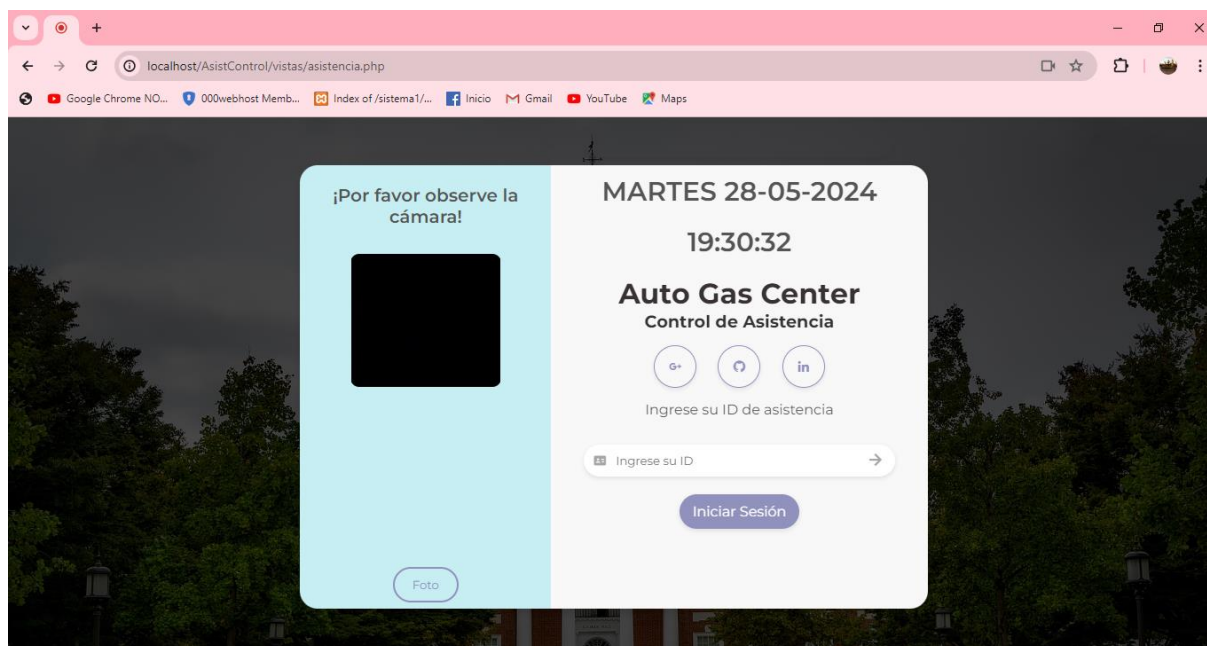 localhost/AsistControl/vistas/asistencia.php
Google Chrome NO... 000webhost Memb... Index of /sistema1/... Inicio Gmail YouTube Maps
¡Por favor observe la
cámara!
Foto
MARTES 28-05-2024
19:30:32
Auto Gas Center
Control de Asistencia
G+ in
Ingrese su ID de asistencia
Ingrese su ID
Iniciar Sesión